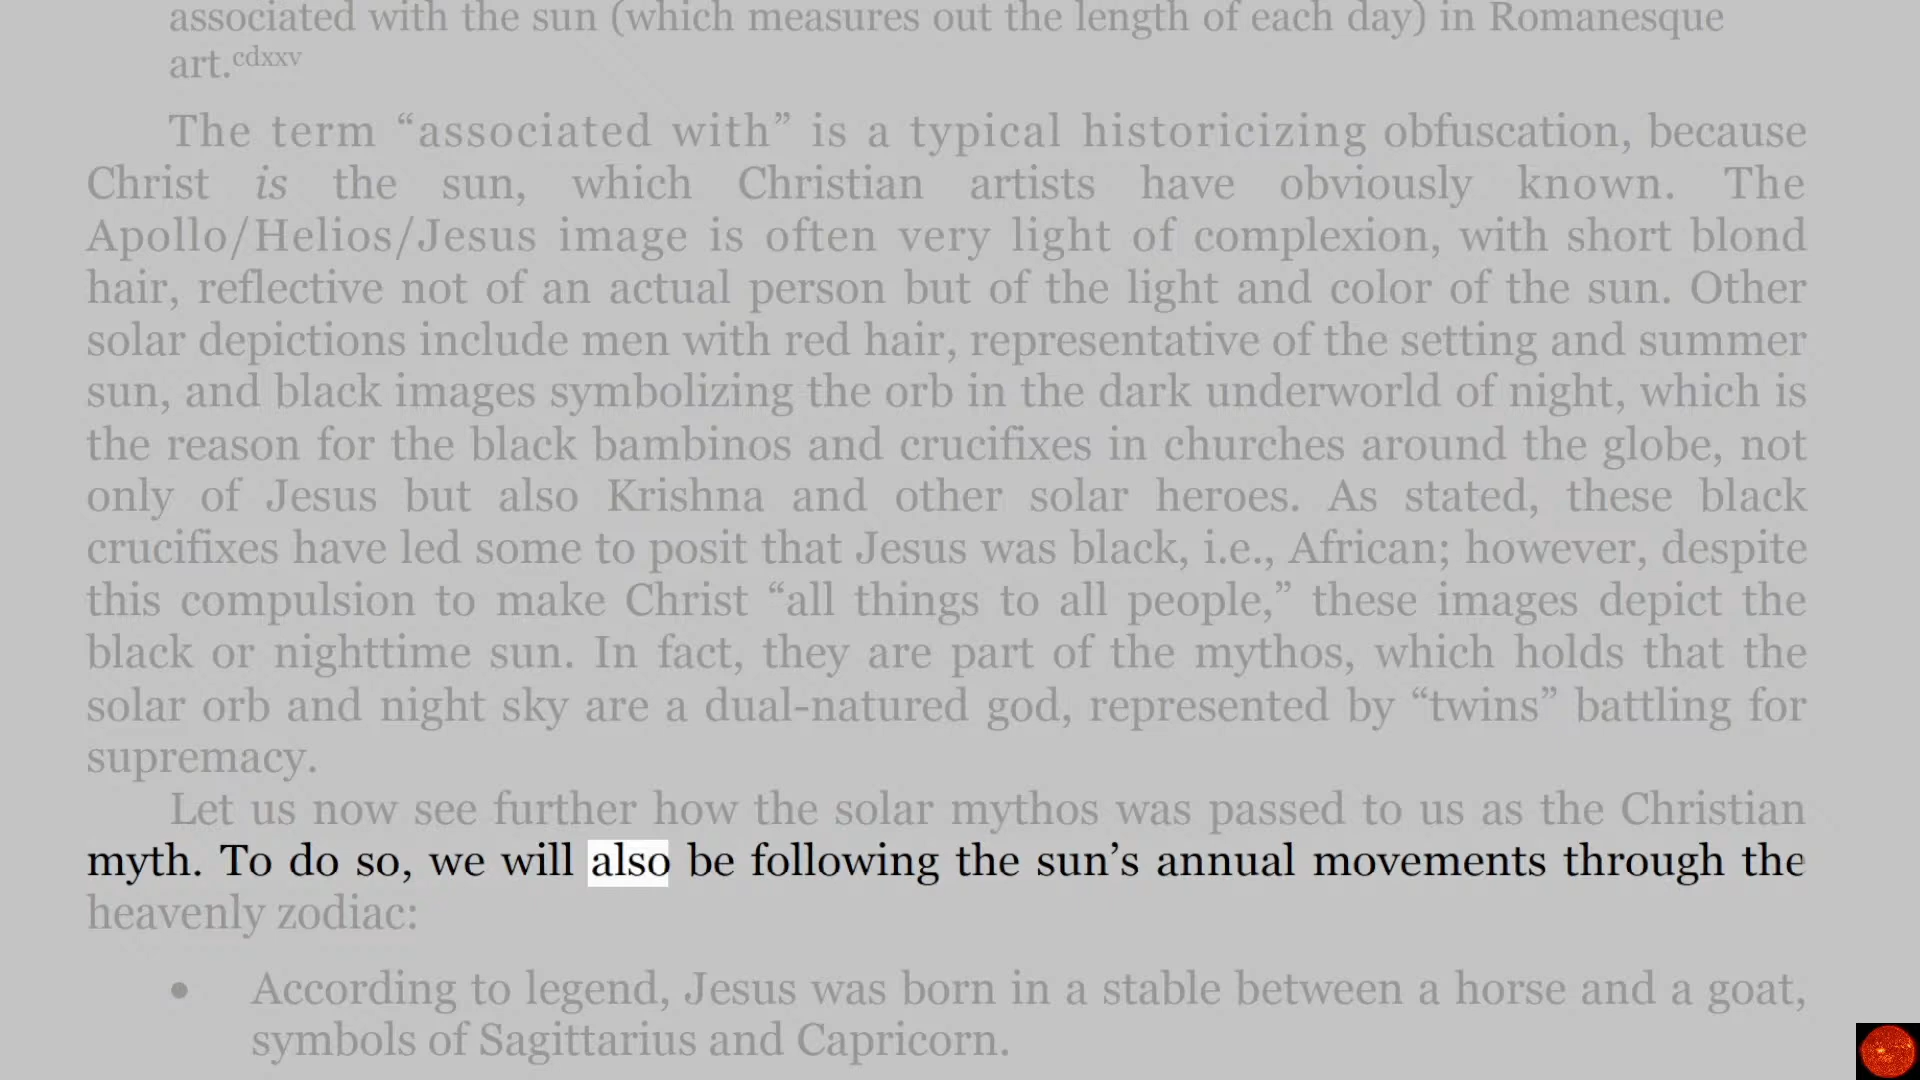 associated with the sun (which measures out the length of each day) in Romanesque
art.cdxxv
The term “associated with” is a typical historicizing obfuscation, because
Christ is the sun, which Christian artists have obviously known. The
Apollo/Helios/Jesus image is often very light of complexion, with short blond
hair, reflective not of an actual person but of the light and color of the sun. Other
solar depictions include men with red hair, representative of the setting and summer
sun, and black images symbolizing the orb in the dark underworld of night, which is
the reason for the black bambinos and crucifixes in churches around the globe, not
only of Jesus but also Krishna and other solar heroes. As stated, these black
crucifixes have led some to posit that Jesus was black, i.e., African; however, despite
this compulsion to make Christ “all things to all people,” these images depict the
black or nighttime sun. In fact, they are part of the mythos, which holds that the
solar orb and night sky are a dual-natured god, represented by “twins” battling for
supremacy.
Let us now see further how the solar mythos was passed to us as the Christian
myth. To do so, we will also be following the sun’s annual movements through the
heavenly zodiac:
• According to legend, Jesus was born in a stable between a horse and a goat,
symbols of Sagittarius and Capricorn.